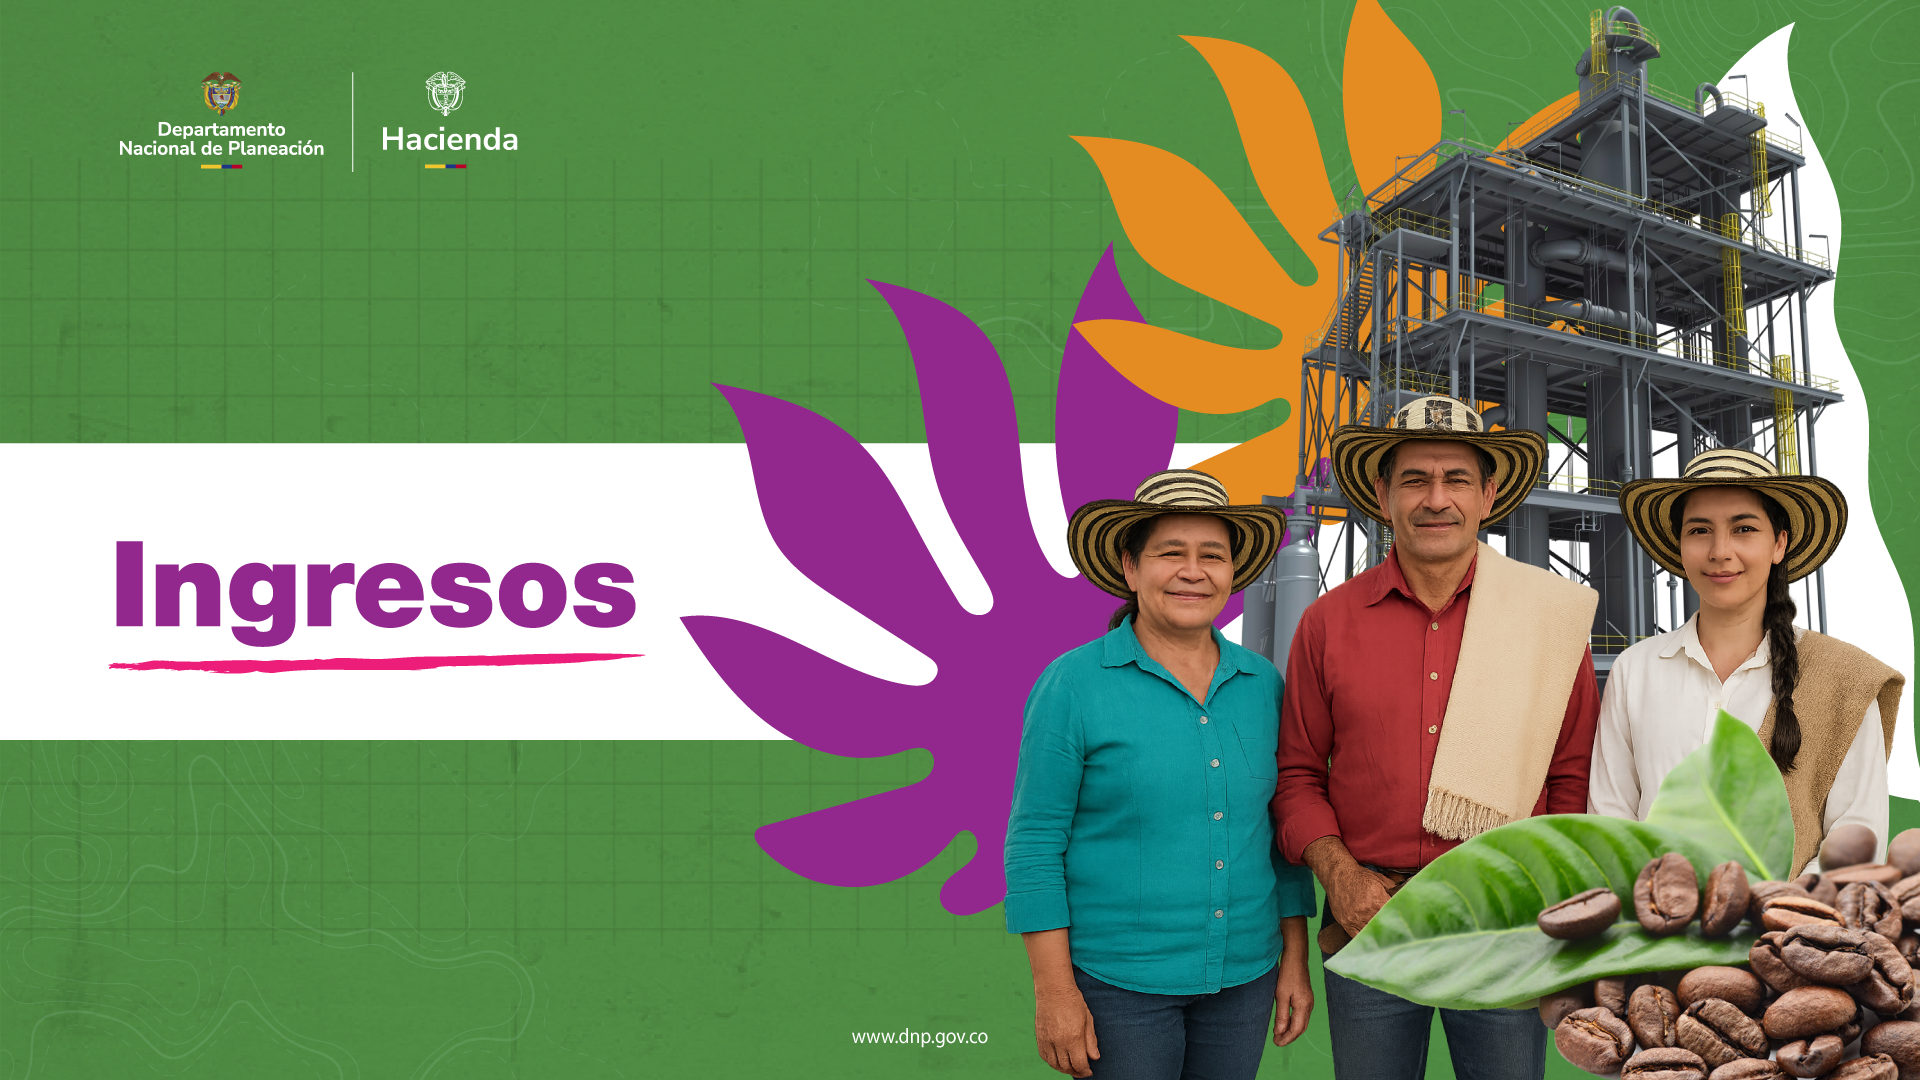 Departamento
Nacional de Planeación
Hacienda
Ingresos
www.dnp.gov.co